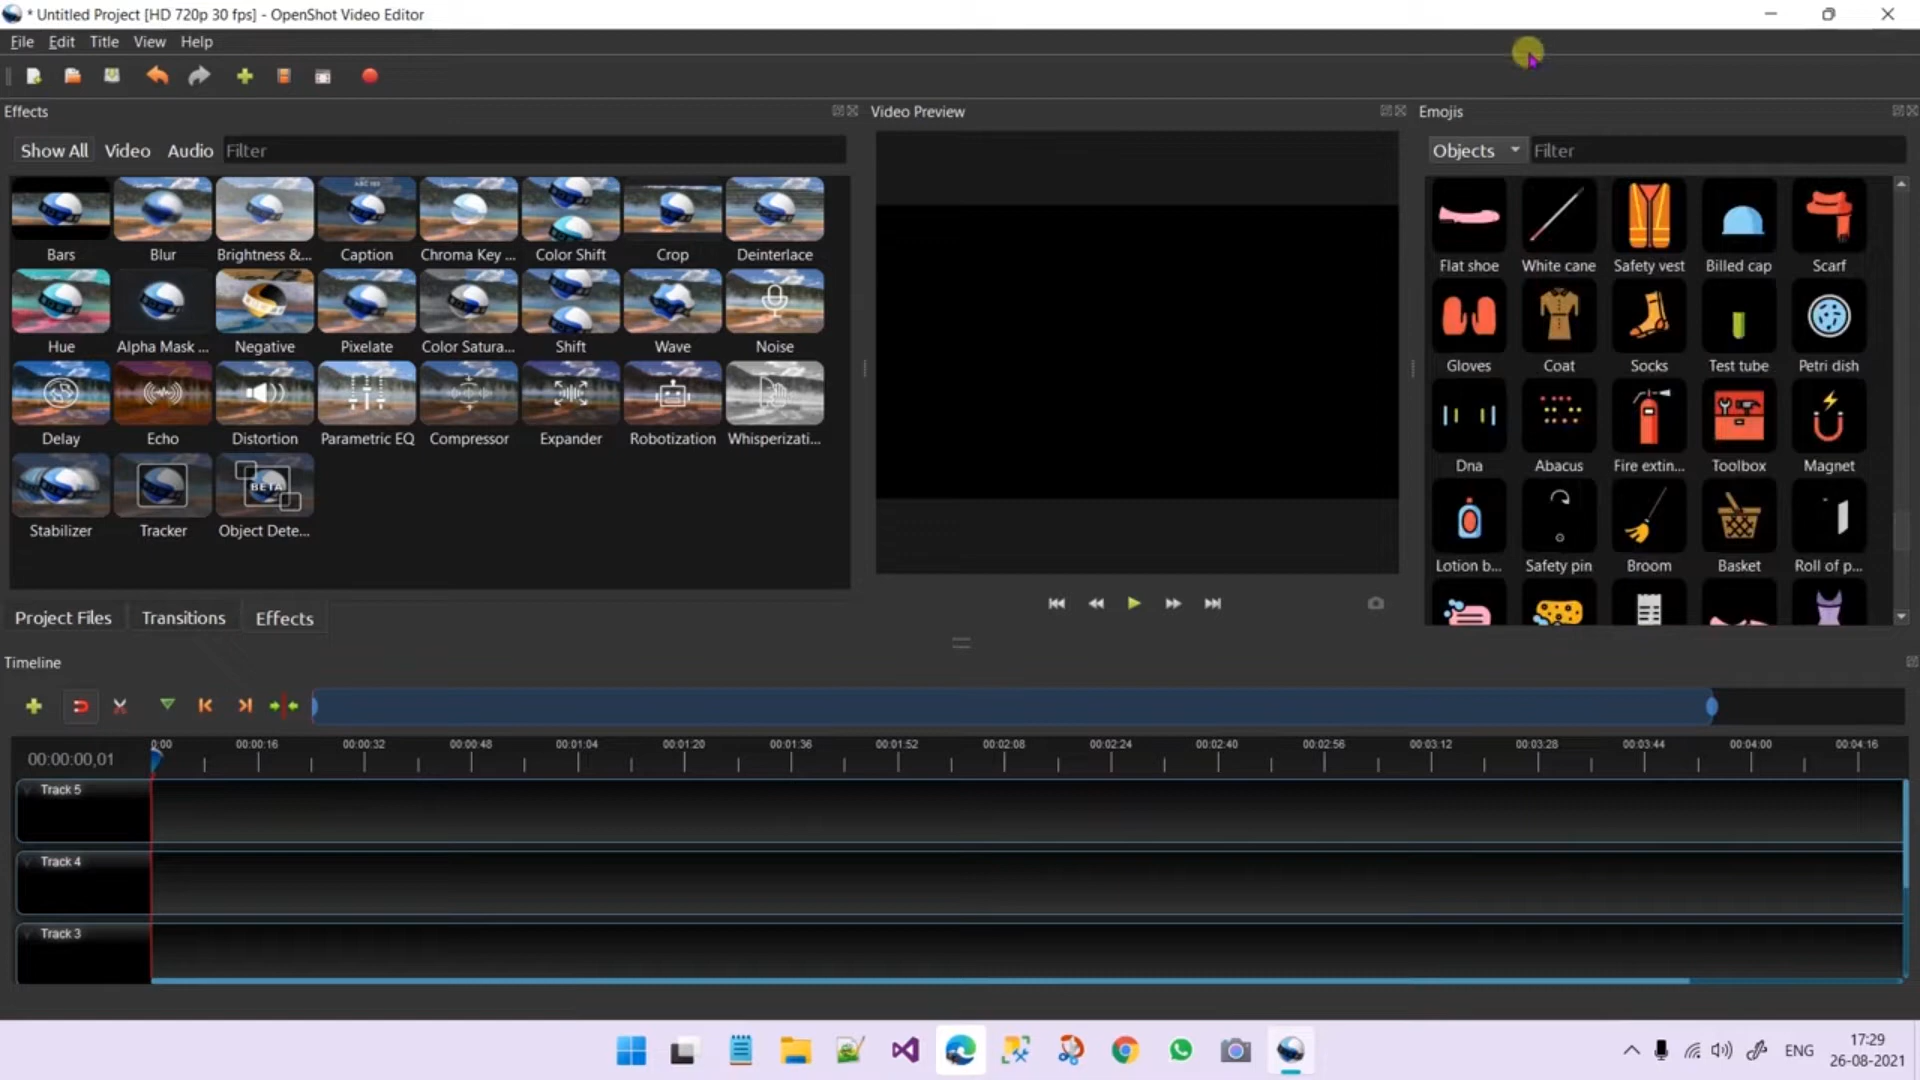 * Untitled Project [HD 720p 30 fps] - OpenShot Video Editor
File Edit Title View Help
Effects
Video Preview
Emojis
Show All Video Audio Filter
Objects Filter
Bars Blur Brightness &... Caption Chroma Key ... Color Shift Crop Deinterlace
Hue Alpha Mask ... Negative Pixelate Color Satura... Shift Wave Noise
Delay Echo Distortion Parametric EQ Compressor Expander Robotization Whisperizati...
BETA
Stabilizer Tracker Object Dete...
Flat shoe White cane Safety vest Billed cap Scarf
Gloves Coat Socks Test tube Petri dish
Dna Abacus Fire extin... Toolbox Magnet
Lotion b... Safety pin Broom Basket Roll of p...
Project Files Transitions Effects
Timeline
00:00:00,01
0:00 00:00:16 00:00:32 00:00:48 00:01:04 00:01:20 00:01:36 00:01:52 00:02:08 00:02:24 00:02:40 00:02:56 00:03:12 00:03:28 00:03:44 00:04:00 00:04:16
Track 5
Track 4
Track 3
ENG
17:29
26-08-2021